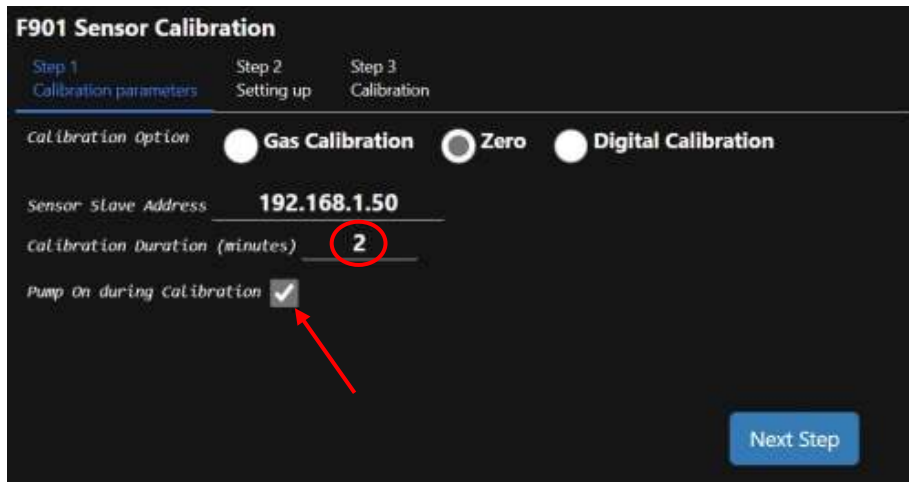 F901 Sensor Calibration
Step 1
Calibration parameters
Step 2
Setting up
Step 3
Calibration
Calibration Option
Gas Calibration
Zero
Digital Calibration
Sensor Slave Address 192.168.1.50
Calibration Duration (minutes) 2
Pump On during Calibration
Next Step